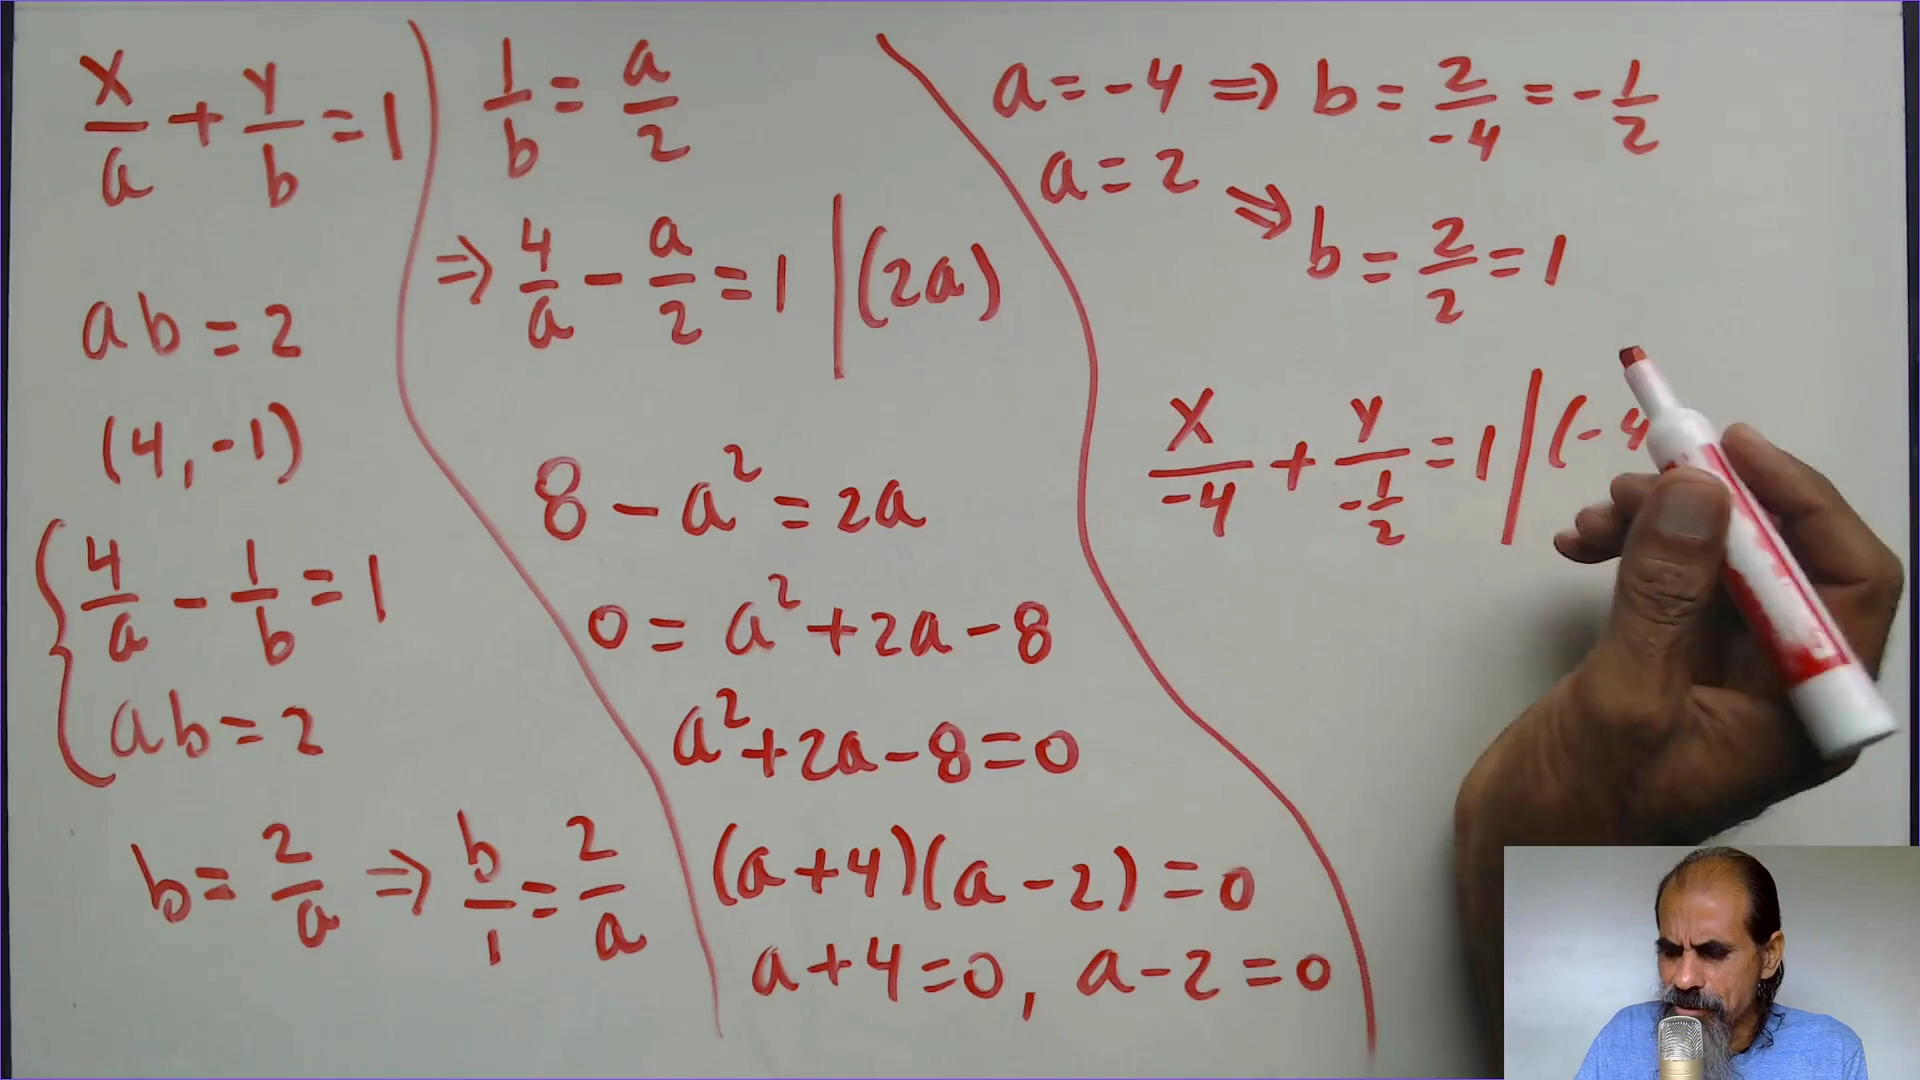 x/a + y/b = 1
ab = 2
(4, -1)
4/a - 1/b = 1
ab = 2
b = 2/a ⇒ b/1 = 2/a
1/b = a/2
⇒ 4/a - a/2 = 1 | (2a)
8 - a² = 2a
0 = a² + 2a - 8
a² + 2a - 8 = 0
(a + 4)(a - 2) = 0
a + 4 = 0, a - 2 = 0
a = -4 ⇒ b = 2/-4 = -1/2
a = 2
⇒ b = 2/2 = 1
x/-4 + y/-1/2 = 1 | (-4